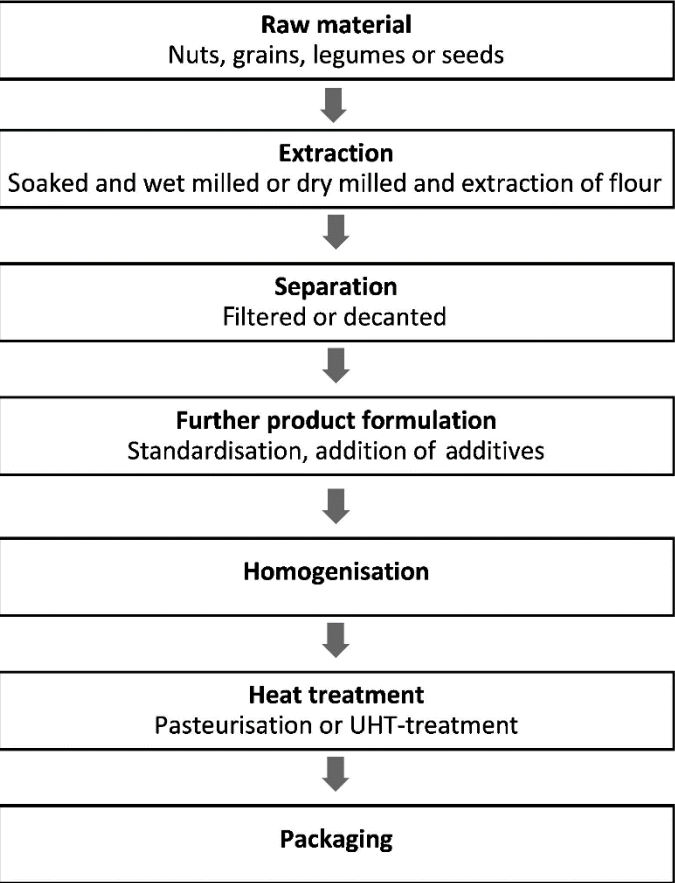 Raw material
Nuts, grains, legumes or seeds
Extraction
Soaked and wet milled or dry milled and extraction of flour
Separation
Filtered or decanted
Further product formulation
Standardisation, addition of additives
Homogenisation
Heat treatment
Pasteurisation or UHT-treatment
Packaging